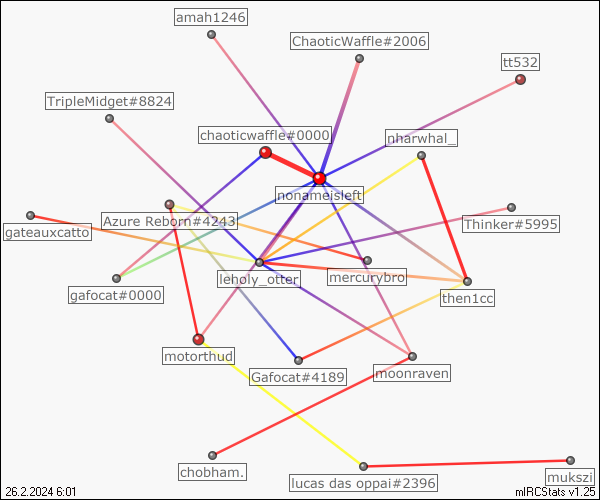 amah1246
ChaoticWaffle#2006
tt532
TripleMidget#8824
chaoticwaffle#0000
nharwhal_
nonameisleft
Azure Reborn#4243
Thinker#5995
gateauxcatto
leholy_otter
mercurybro
gafocat#0000
then1cc
motorthud
Gafocat#4189
moonraven
chobham.
lucas das oppai#2396
mukszi
26.2.2024 6:01
mIRCStats v1.25